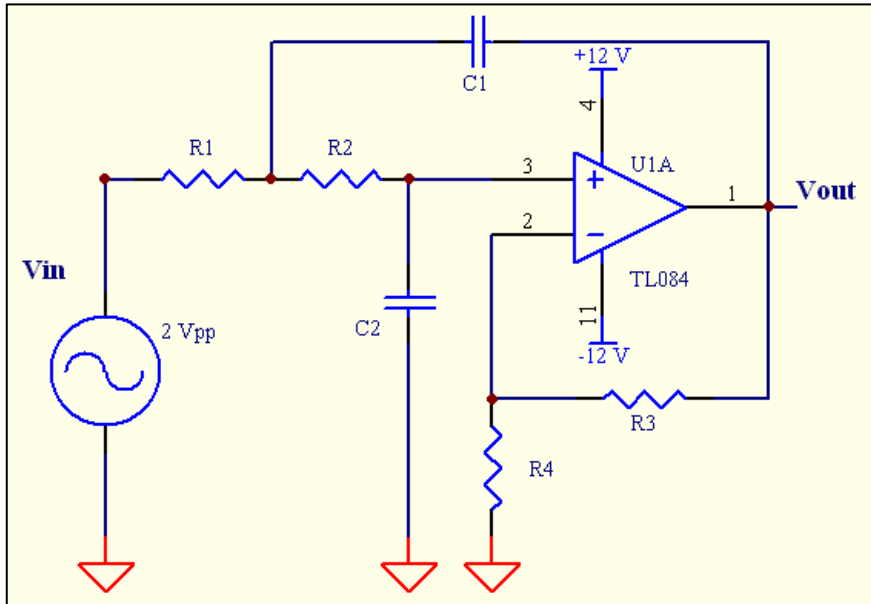 C1
+12 V
4
R1
R2
3
U1A
+
1
Vout
2
−
Vin
TL084
11
2 Vpp
C2
-12 V
R3
R4